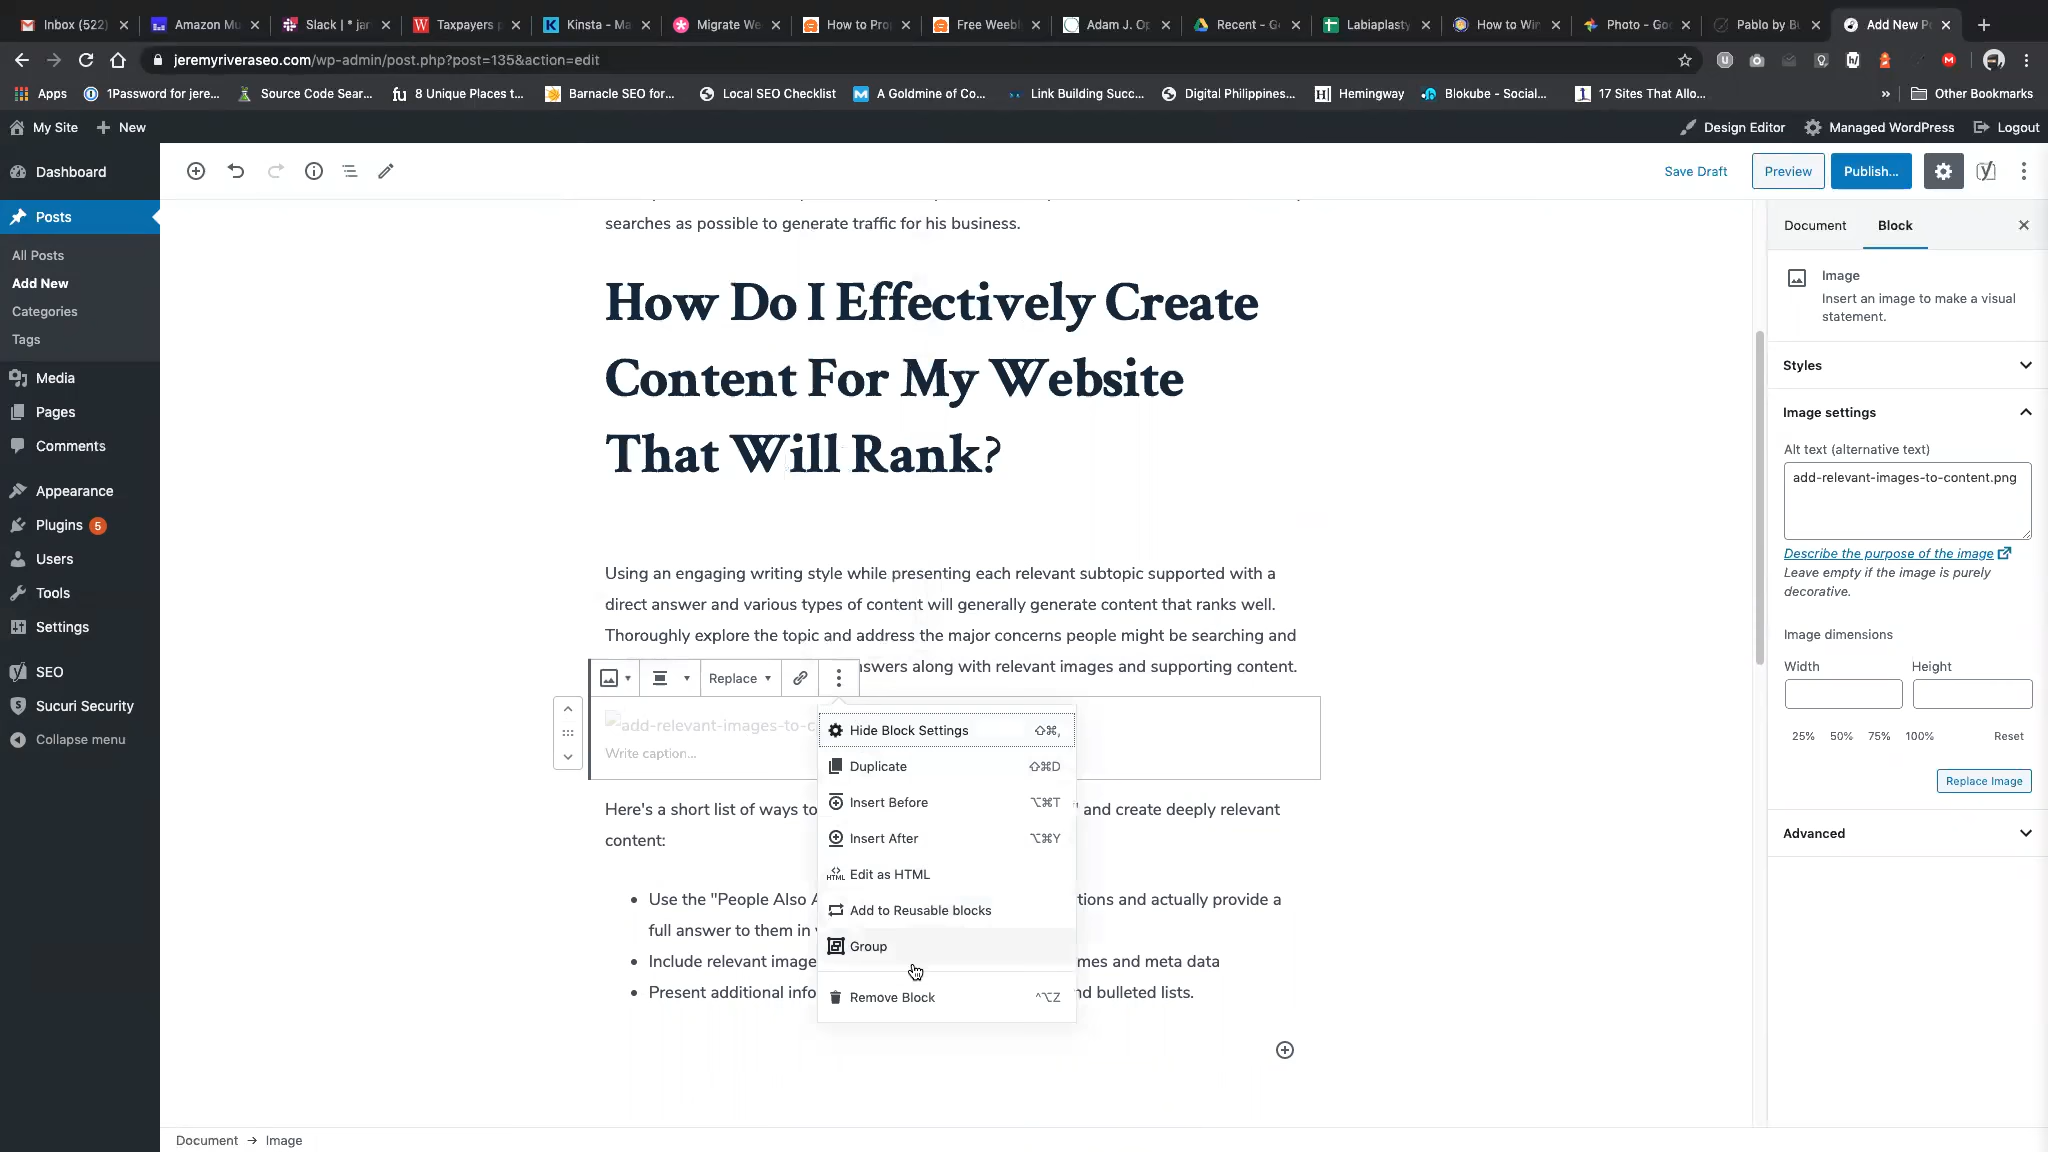 Inbox (522)
Amazon Mu
Slack | * jar
Taxpayers
Kinsta - Ma
Migrate We
How to Pro
Free Weebl
Adam J. Op
Recent - Go
Labiaplasty
How to Win
Photo - Goo
Pablo by Bu
Add New P
jeremyriveraseo.com/wp-admin/post.php?post=135&action=edit
Apps
1Password for jere...
Source Code Sear...
8 Unique Places t...
Barnacle SEO for...
Local SEO Checklist
A Goldmine of Co...
Link Building Succ...
Digital Philippines...
Hemingway
Blokube - Social...
17 Sites That Allo...
»
Other Bookmarks
My Site
New
Design Editor
Managed WordPress
Logout
Dashboard
Posts
All Posts
Add New
Categories
Tags
Media
Pages
Comments
Appearance
Plugins 5
Users
Tools
Settings
SEO
Sucuri Security
Collapse menu
Save Draft
Preview
Publish...
searches as possible to generate traffic for his business.
How Do I Effectively Create
Content For My Website
That Will Rank?
Using an engaging writing style while presenting each relevant subtopic supported with a
direct answer and various types of content will generally generate content that ranks well.
Thoroughly explore the topic and address the major concerns people might be searching and
swers along with relevant images and supporting content.
Replace
add-relevant-images-to-c
Write caption...
Hide Block Settings ⇧⌘,
Duplicate ⇧⌘D
Insert Before ⌥⌘T
Insert After ⌥⌘Y
Edit as HTML
Add to Reusable blocks
Group
Remove Block ^⌥Z
Here's a short list of ways to " and create deeply relevant
content:
• Use the "People Also A tions and actually provide a
full answer to them in
• Include relevant image mes and meta data
• Present additional info nd bulleted lists.
Document
Block
Image
Insert an image to make a visual
statement.
Styles
Image settings
Alt text (alternative text)
add-relevant-images-to-content.png
Describe the purpose of the image
Leave empty if the image is purely
decorative.
Image dimensions
Width
Height
25% 50% 75% 100% Reset
Replace Image
Advanced
Document → Image